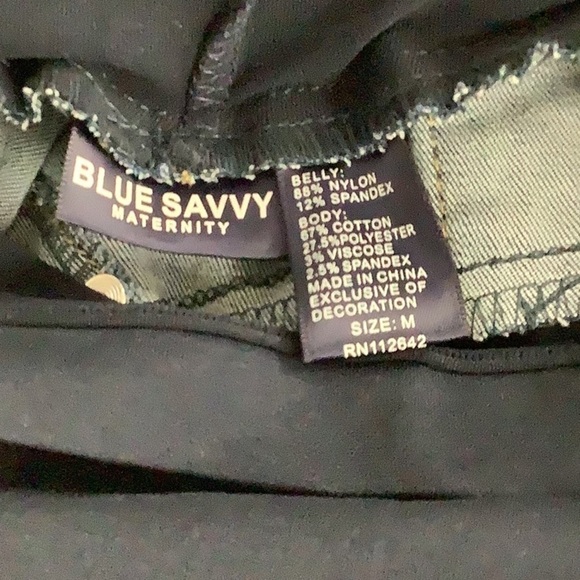 BLUE SAVVY
MATERNITY
BELLY:
88% NYLON
12% SPANDEX
BODY:
67% COTTON
27.5%POLYESTER
3% VISCOSE
2.5% SPANDEX
MADE IN CHINA
EXCLUSIVE OF
DECORATION
SIZE: M
RN112642